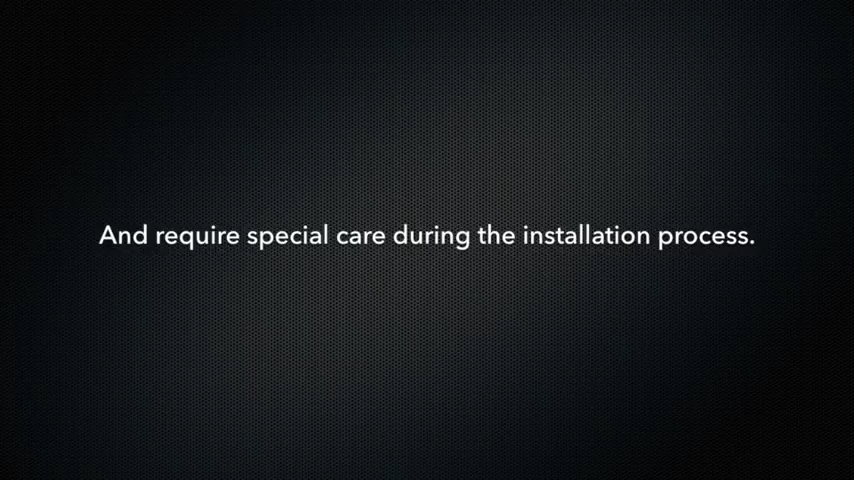 And require special care during the installation process.